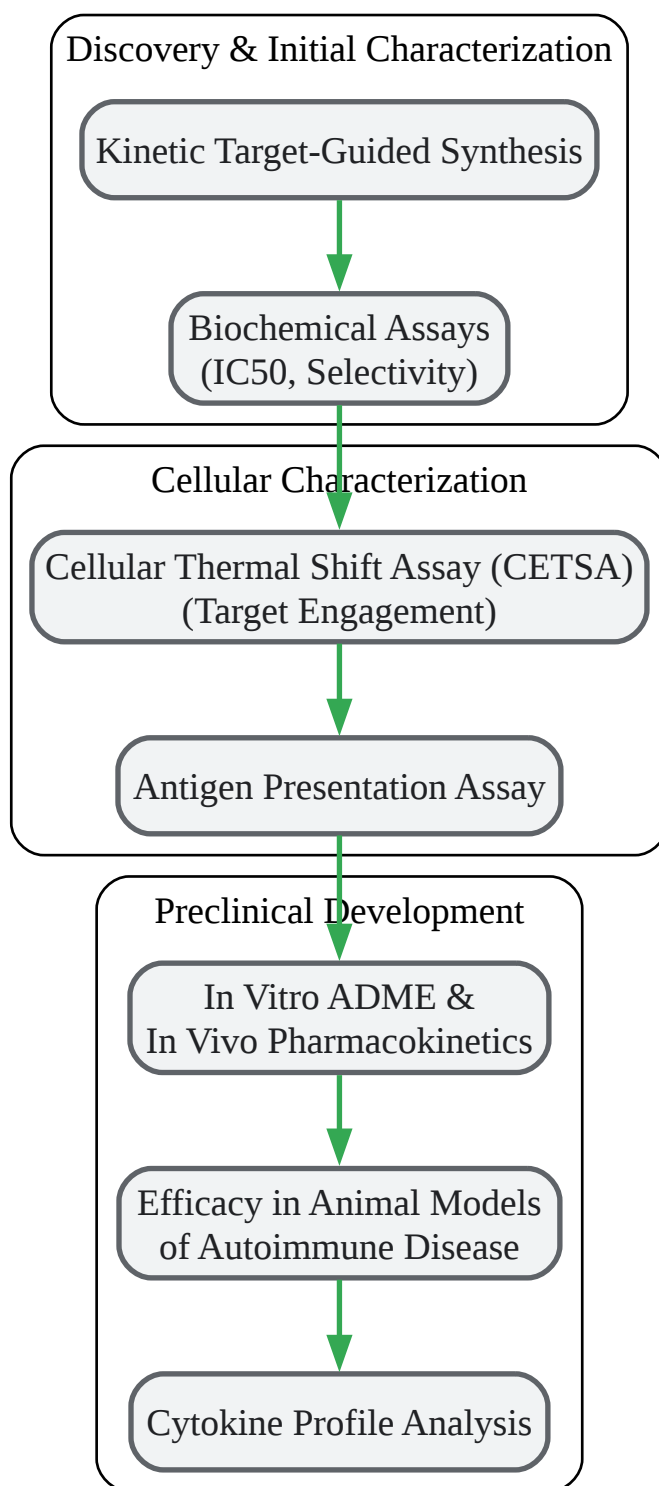 Discovery & Initial Characterization
Kinetic Target-Guided Synthesis
Biochemical Assays
(IC50, Selectivity)
Cellular Characterization
Cellular Thermal Shift Assay (CETSA)
(Target Engagement)
Antigen Presentation Assay
Preclinical Development
In Vitro ADME &
In Vivo Pharmacokinetics
Efficacy in Animal Models
of Autoimmune Disease
Cytokine Profile Analysis